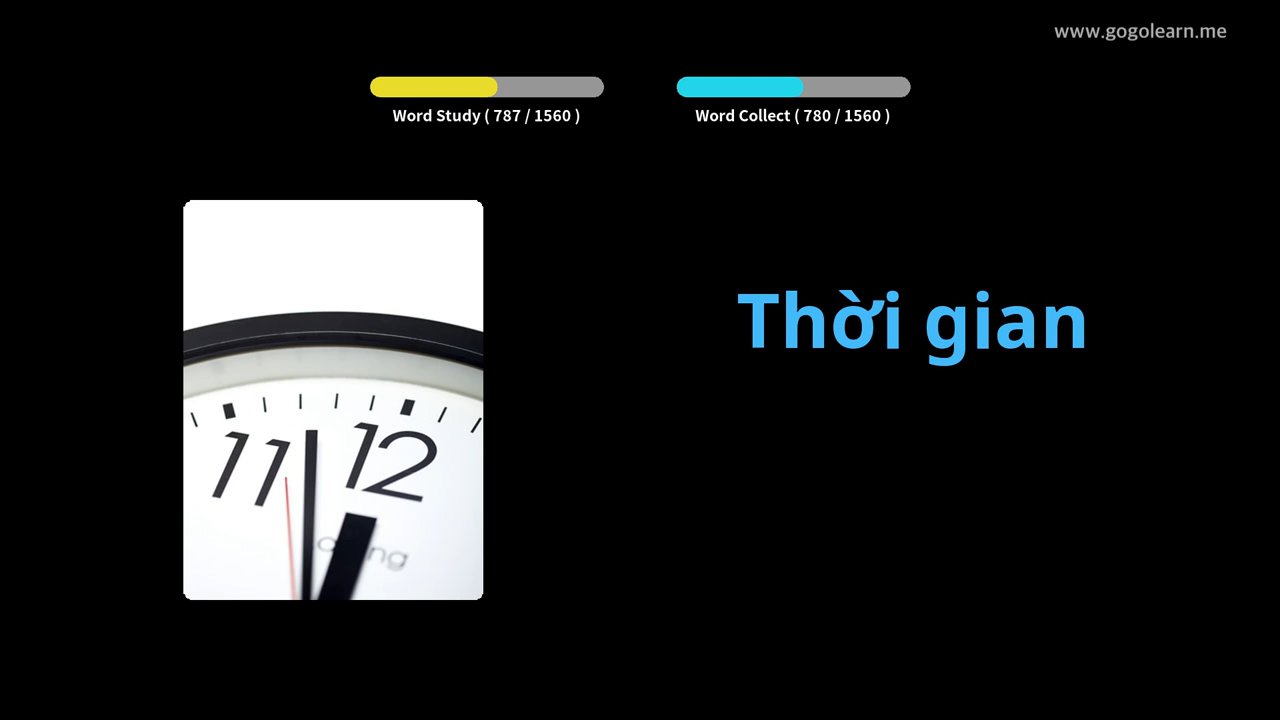 www.gogolearn.me
Word Study ( 787 / 1560 )
Word Collect ( 780 / 1560 )
Thời gian
11
12